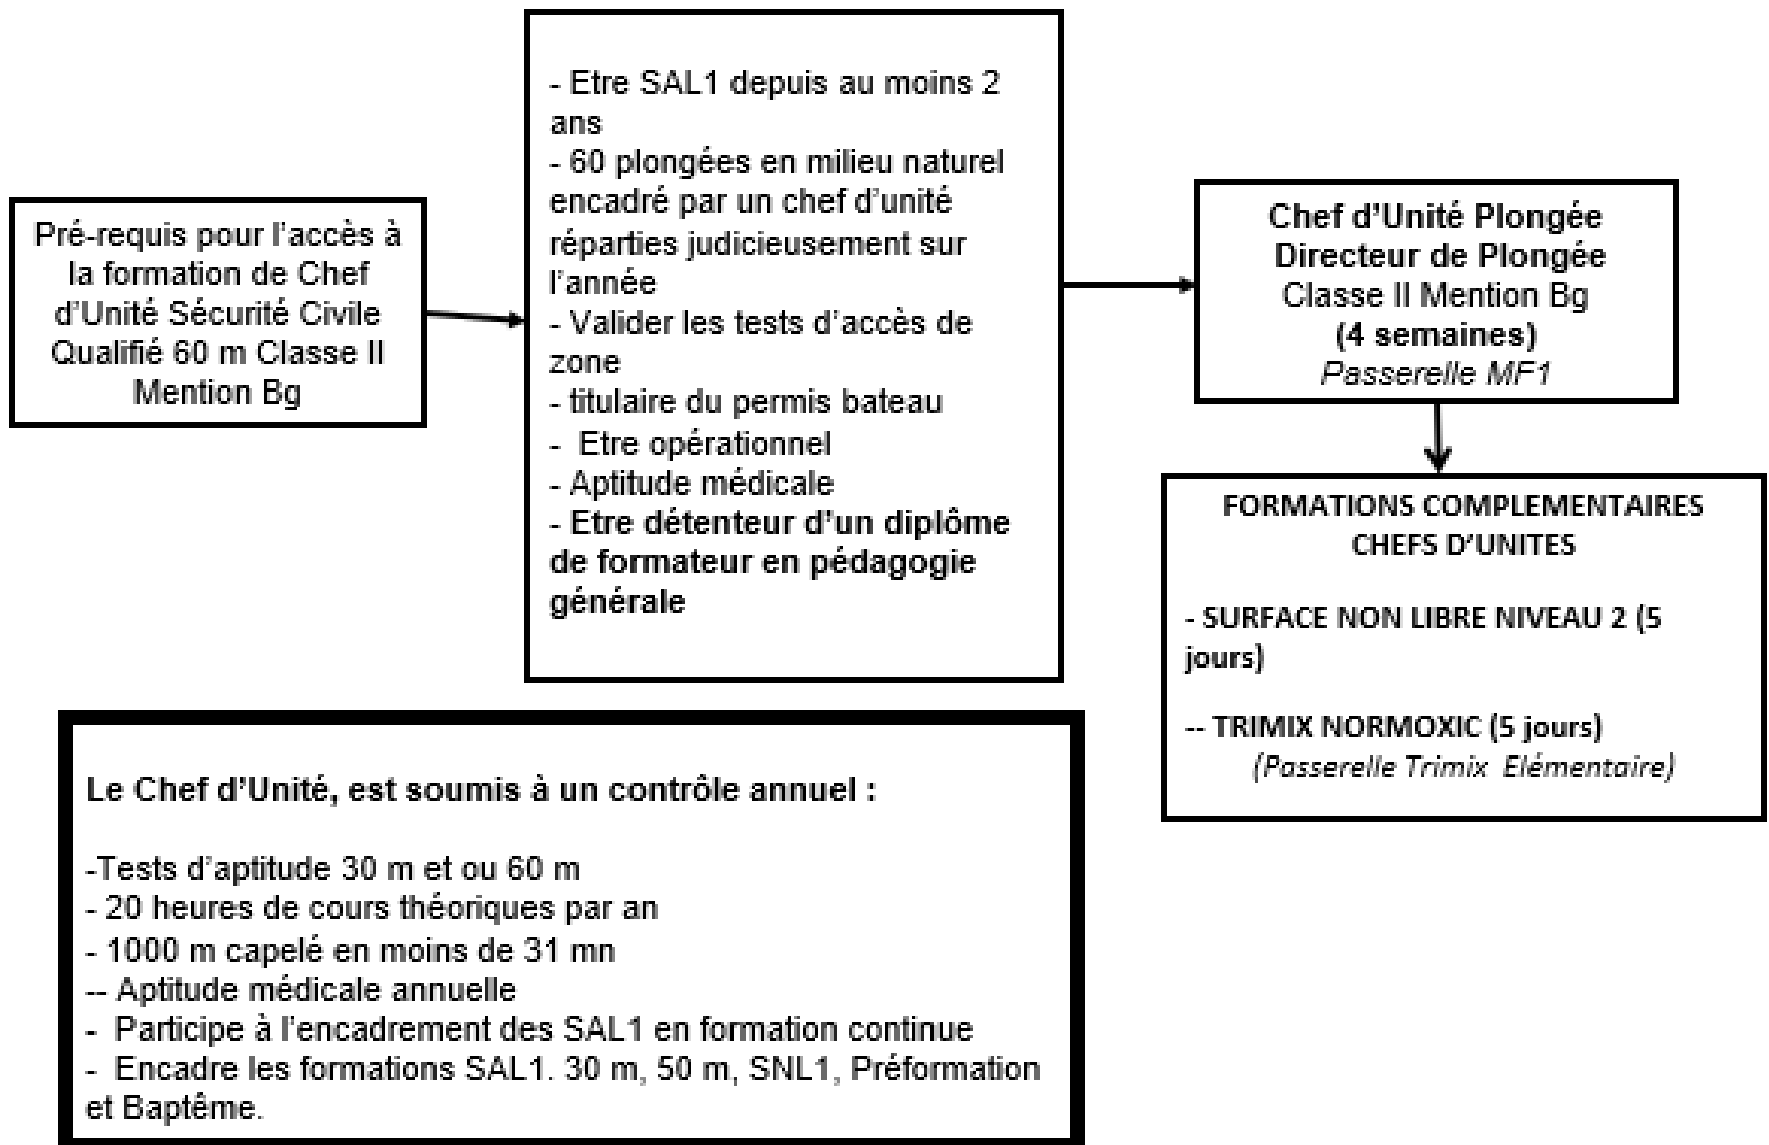 Pré-requis pour l'accès à
la formation de Chef
d'Unité Sécurité Civile
Qualifié 60 m Classe II
Mention Bg
- Etre SAL1 depuis au moins 2
ans
- 60 plongées en milieu naturel
encadré par un chef d'unité
réparties judicieusement sur
l'année
- Valider les tests d'accès de
zone
- titulaire du permis bateau
- Etre opérationnel
- Aptitude médicale
- Etre détenteur d'un diplôme
de formateur en pédagogie
générale
Chef d'Unité Plongée
Directeur de Plongée
Classe II Mention Bg
(4 semaines)
Passerelle MF1
FORMATIONS COMPLEMENTAIRES
CHEFS D'UNITES
- SURFACE NON LIBRE NIVEAU 2 (5
jours)
-- TRIMIX NORMOXIC (5 jours)
(Passerelle Trimix Elémentaire)
Le Chef d'Unité, est soumis à un contrôle annuel :
-Tests d'aptitude 30 m et ou 60 m
- 20 heures de cours théoriques par an
- 1000 m capelé en moins de 31 mn
-- Aptitude médicale annuelle
- Participe à l'encadrement des SAL1 en formation continue
- Encadre les formations SAL1. 30 m, 50 m, SNL1, Préformation
et Baptême.